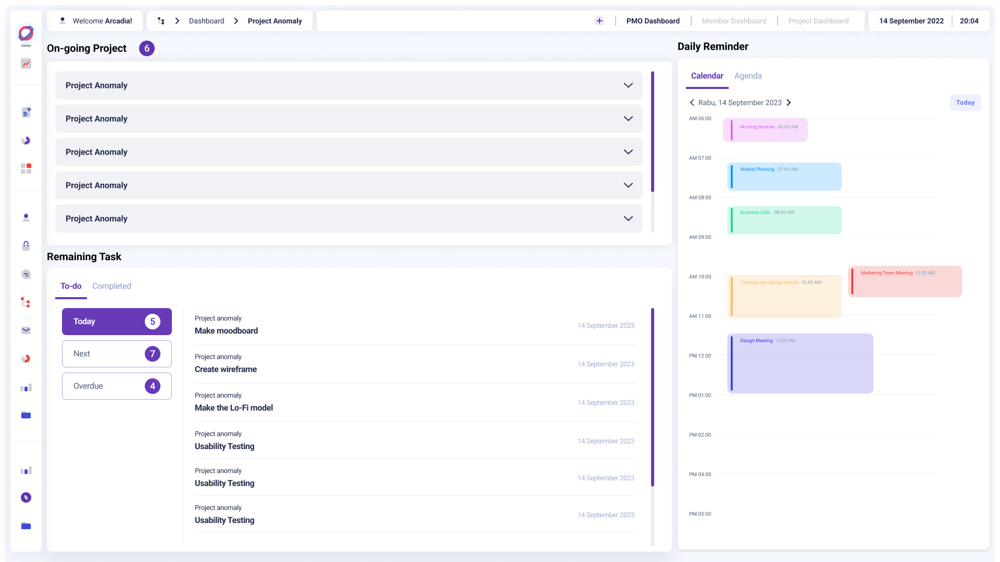 OSPRO
Welcome Arcadia!
Dashboard
Project Anomaly
PMO Dashboard
Member Dashboard
Project Dashboard
14 September 2022
20:04
On-going Project
6
Project Anomaly
Project Anomaly
Project Anomaly
Project Anomaly
Project Anomaly
Remaining Task
To-do
Completed
Today
5
Next
7
Overdue
4
Project anomaly
Make moodboard
14 September 2023
Project anomaly
Create wireframe
14 September 2023
Project anomaly
Make the Lo-Fi model
14 September 2023
Project anomaly
Usability Testing
14 September 2023
Project anomaly
Usability Testing
14 September 2023
Project anomaly
Usability Testing
14 September 2023
Daily Reminder
Calendar
Agenda
Rabu, 14 September 2023
Today
AM 06:00
Morinng Routine 06:00 AM
AM 07:00
Weekly Planning 07:00 AM
AM 08:00
Business Calls 08:00 AM
AM 09:00
Marketing Team Meeting 10:30 AM
AM 10:00
Creating new design layouts 10:45 AM
AM 11:00
Design Meeting 12:00 PM
PM 12:00
PM 01:00
PM 02:00
PM 04:00
PM 05:00